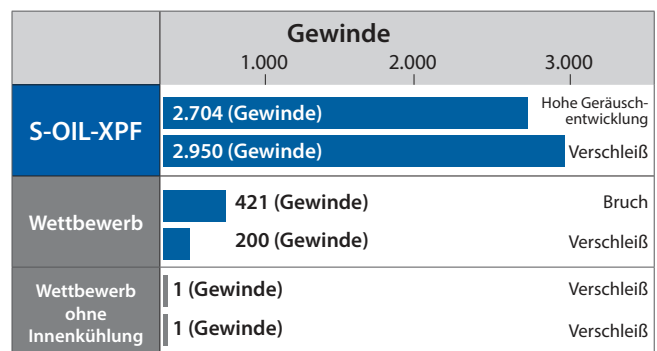 Gewinde
1.000 2.000 3.000
S-OIL-XPF
2.704 (Gewinde)
Hohe Geräusch-
entwicklung
2.950 (Gewinde)
Verschleiß
Wettbewerb
421 (Gewinde)
Bruch
200 (Gewinde)
Verschleiß
Wettbewerb
ohne
Innenkühlung
1 (Gewinde)
Verschleiß
1 (Gewinde)
Verschleiß